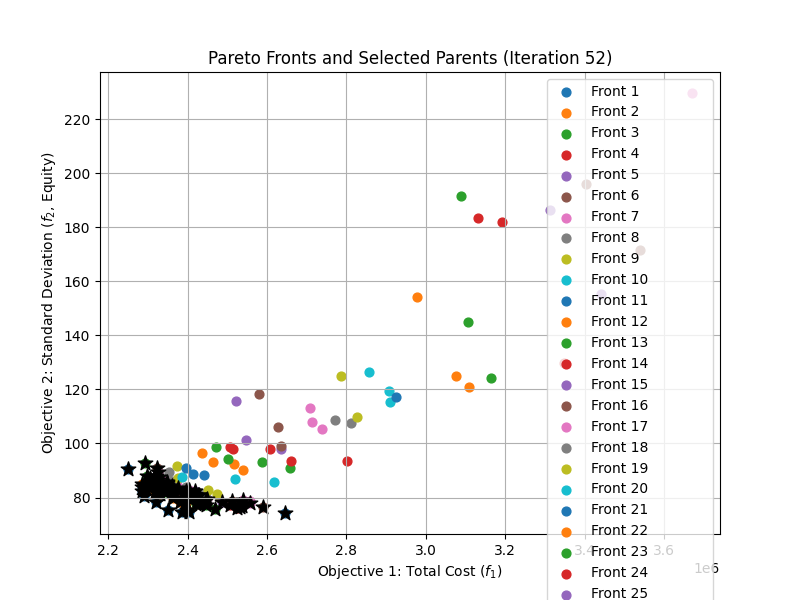 Pareto Fronts and Selected Parents (Iteration 52)
Objective 2: Standard Deviation (f₂, Equity)
220
200
180
160
140
120
100
80
2.2
2.4
2.6
2.8
3.0
3.2
3.4
3.6
1e6
Objective 1: Total Cost (f₁)
Front 1
Front 2
Front 3
Front 4
Front 5
Front 6
Front 7
Front 8
Front 9
Front 10
Front 11
Front 12
Front 13
Front 14
Front 15
Front 16
Front 17
Front 18
Front 19
Front 20
Front 21
Front 22
Front 23
Front 24
Front 25